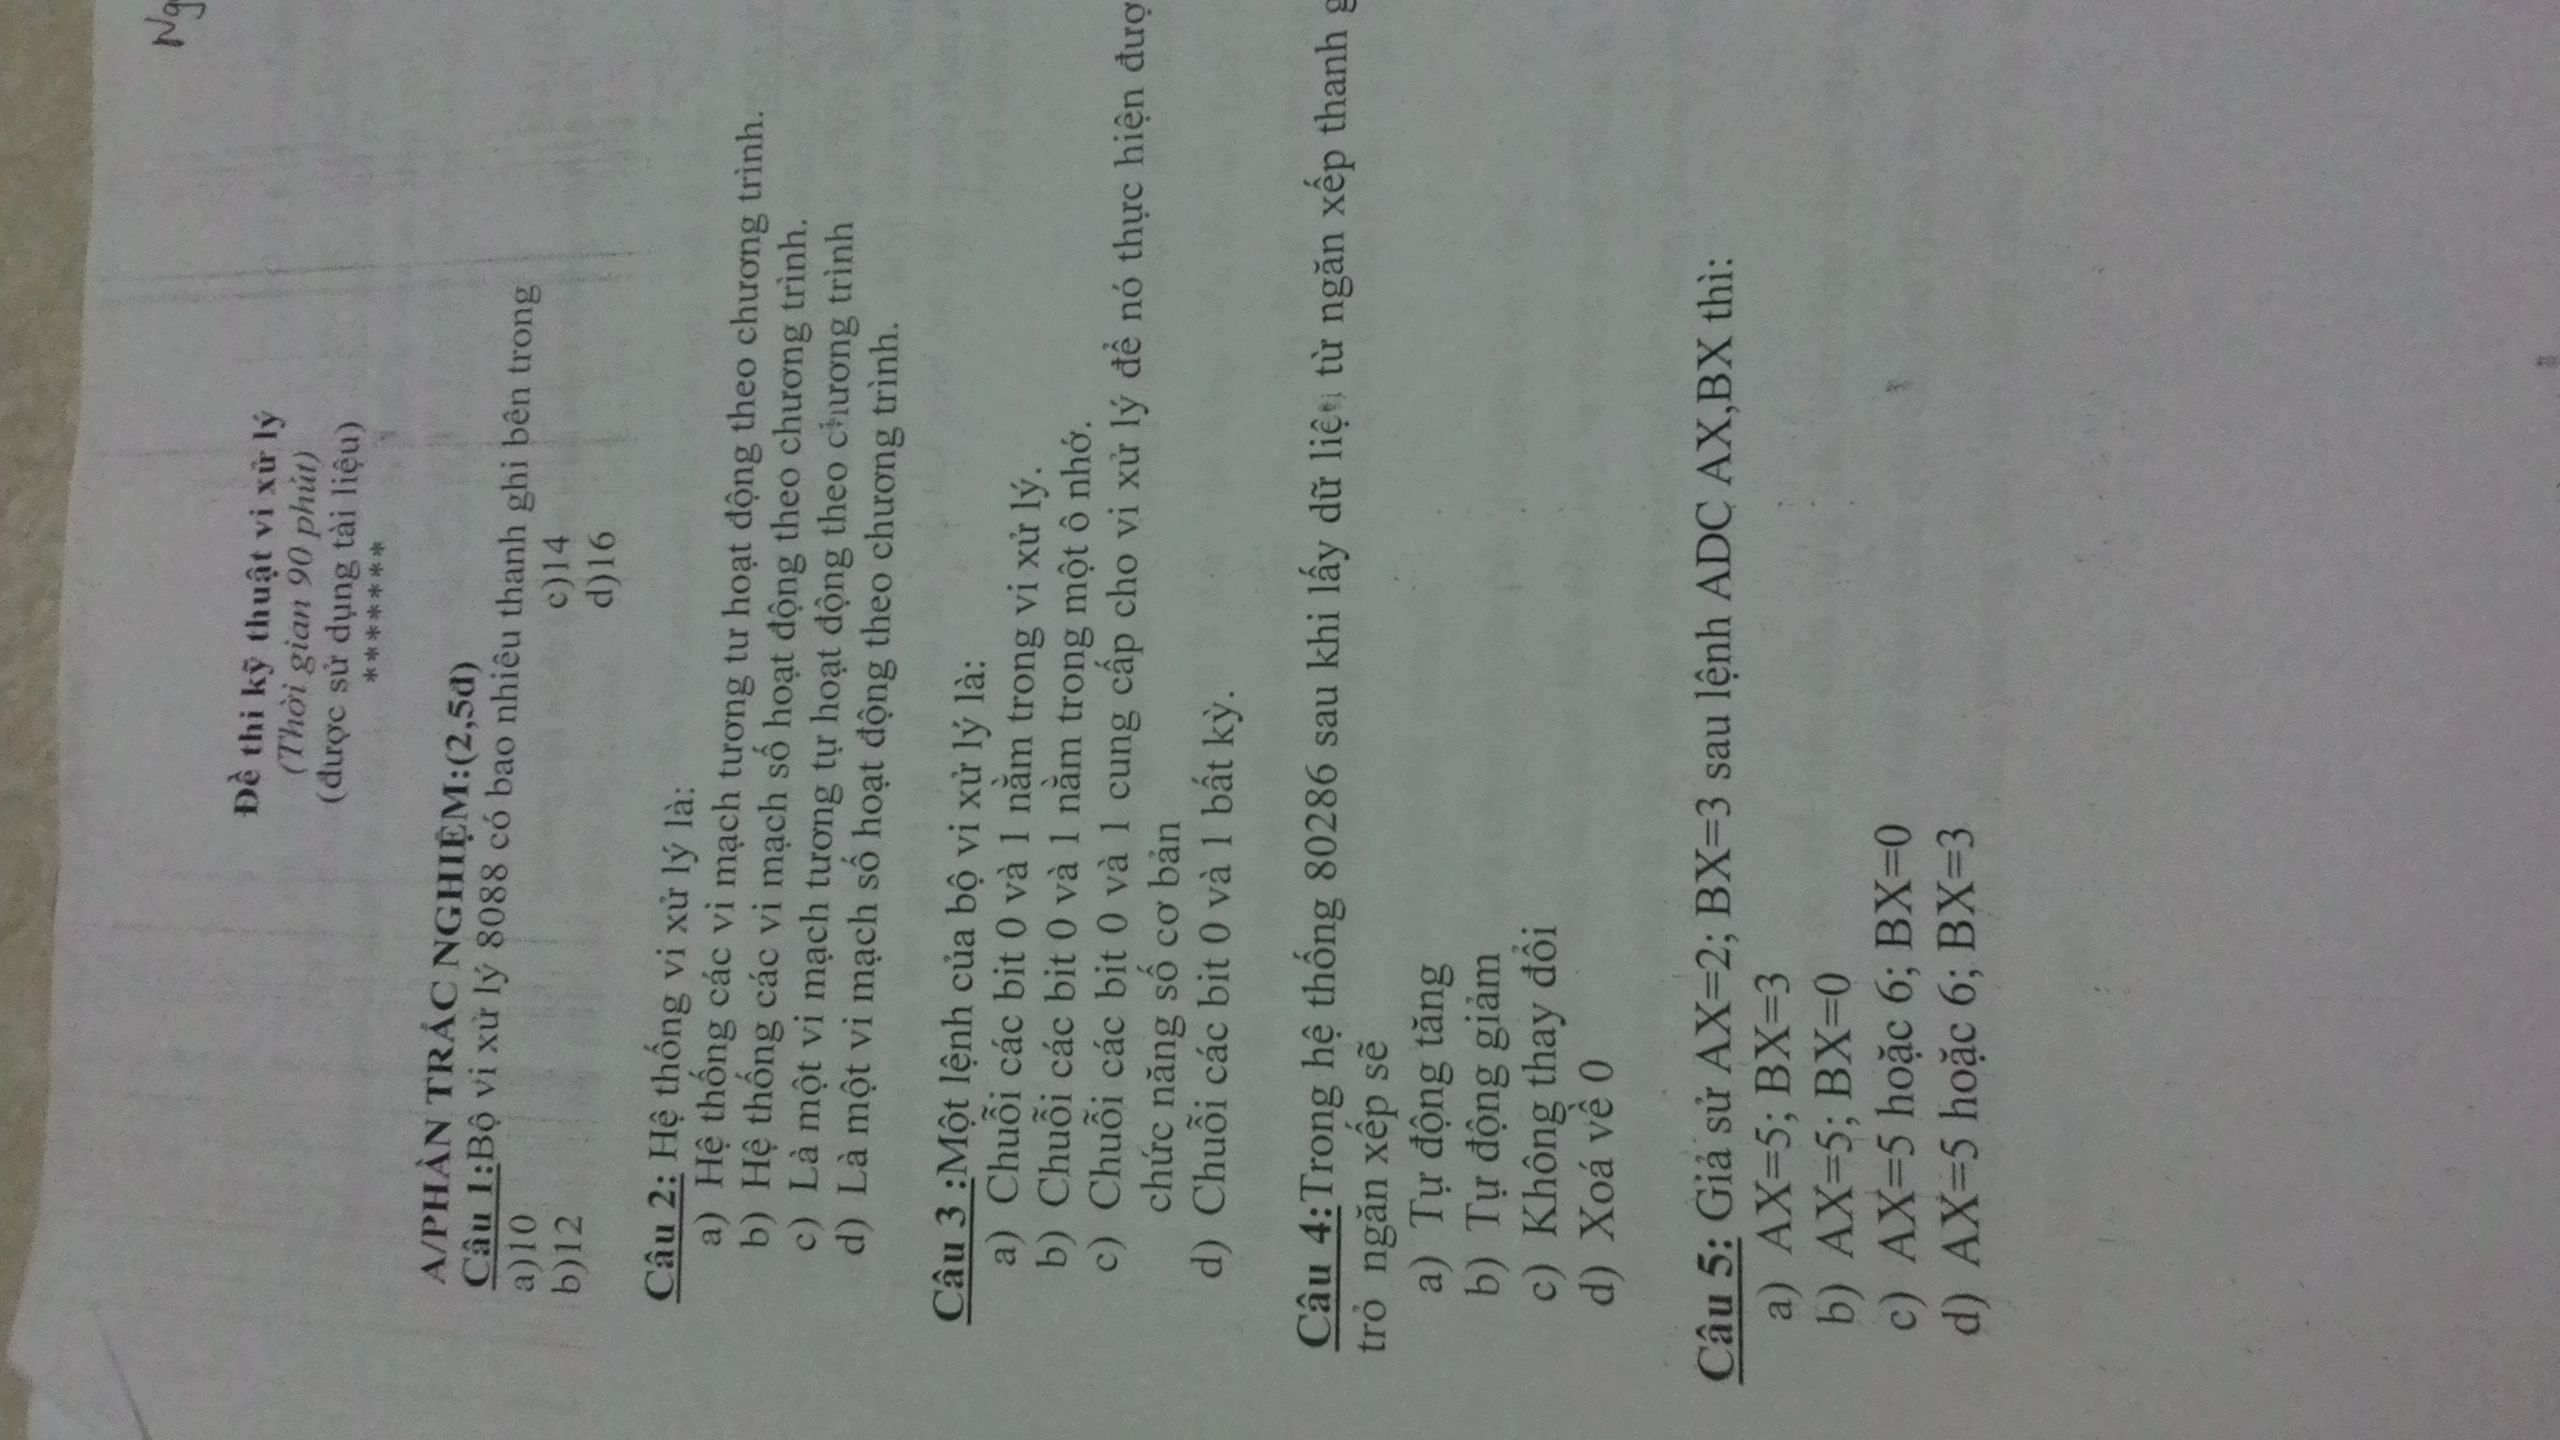 Ng
Đề thi kỹ thuật vi xử lý
(Thời gian 90 phút)
(được sử dụng tài liệu)
*******
A/PHẦN TRẮC NGHIỆM:(2,5đ)
Câu 1:Bộ vi xử lý 8088 có bao nhiêu thanh ghi bên trong
a)10
b)12
c)14
d)16
Câu 2: Hệ thống vi xử lý là:
a) Hệ thống các vi mạch tương tư hoạt động theo chương trình.
b) Hệ thống các vi mạch số hoạt động theo chương trình.
c) Là một vi mạch tương tự hoạt động theo chương trình
d) Là một vi mạch số hoạt động theo chương trình.
Câu 3 :Một lệnh của bộ vi xử lý là:
a) Chuỗi các bit 0 và 1 nằm trong vi xử lý.
b) Chuỗi các bit 0 và 1 nằm trong một ô nhớ.
c) Chuỗi các bit 0 và 1 cung cấp cho vi xử lý để nó thực hiện đượ
chức năng số cơ bản
d) Chuỗi các bit 0 và 1 bất kỳ.
Câu 4:Trong hệ thống 80286 sau khi lấy dữ liệu từ ngăn xếp thanh g
trỏ ngăn xếp sẽ
a) Tự động tăng
b) Tự động giảm
c) Không thay đổi
d) Xoá về 0
Câu 5: Giả sử AX=2; BX=3 sau lệnh ADC AX,BX thì:
a) AX=5; BX=3
b) AX=5; BX=0
c) AX=5 hoặc 6; BX=0
d) AX=5 hoặc 6; BX=3